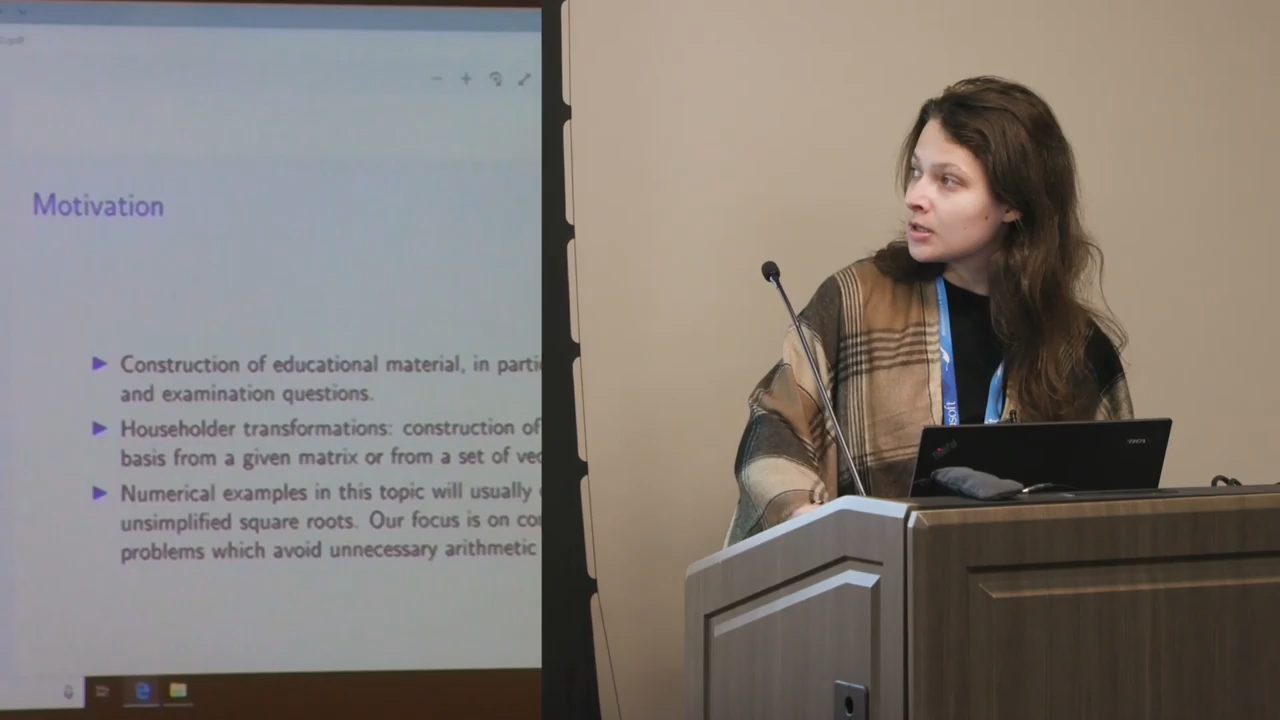 Motivation
Construction of educational material, in parti
and examination questions.
Householder transformations: construction of
basis from a given matrix or from a set of vec
Numerical examples in this topic will usually
unsimplified square roots. Our focus is on co
problems which avoid unnecessary arithmetic
soft